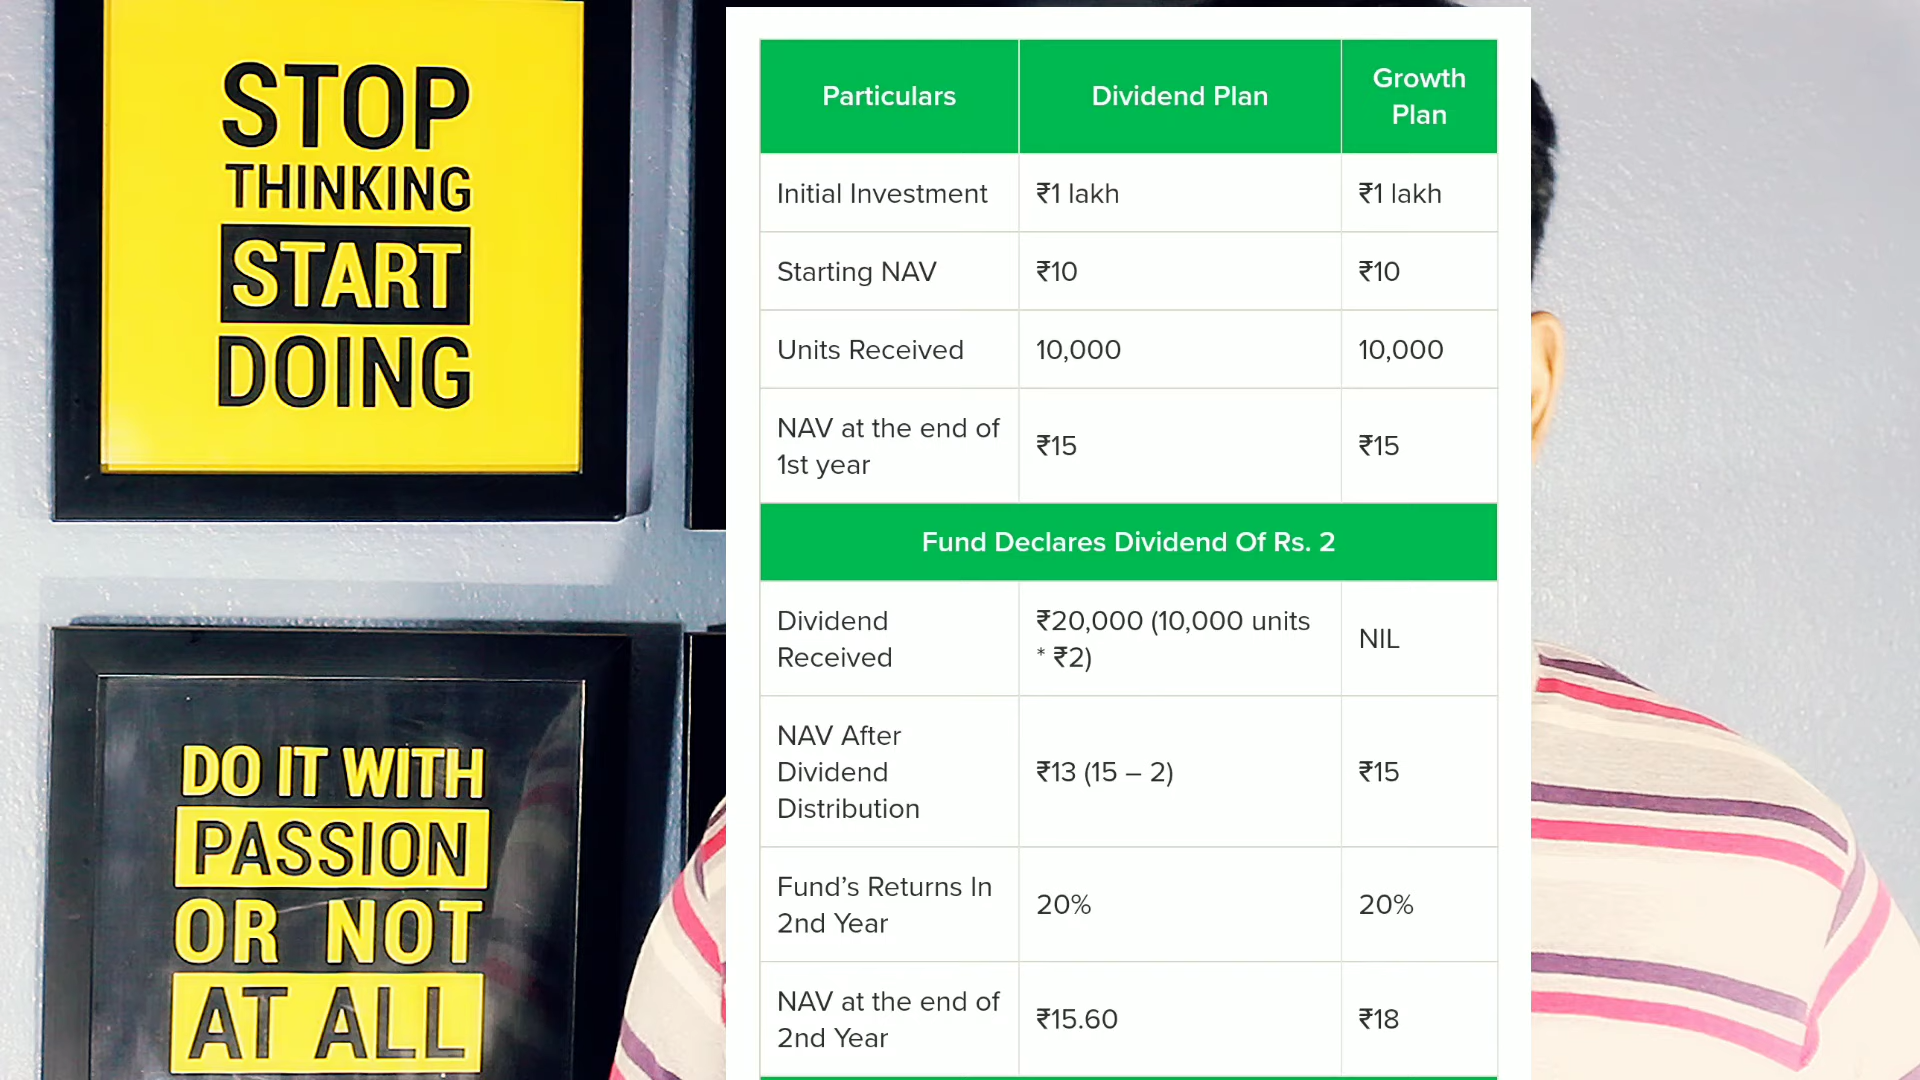 STOP
THINKING
START
DOING
DO IT WITH
PASSION
OR NOT
AT ALL
Particulars Dividend Plan Growth Plan
Initial Investment ₹1 lakh ₹1 lakh
Starting NAV ₹10 ₹10
Units Received 10,000 10,000
NAV at the end of
1st year ₹15 ₹15
Fund Declares Dividend Of Rs. 2
Dividend
Received ₹20,000 (10,000 units
* ₹2) NIL
NAV After
Dividend
Distribution ₹13 (15 – 2) ₹15
Fund’s Returns In
2nd Year 20% 20%
NAV at the end of
2nd Year ₹15.60 ₹18